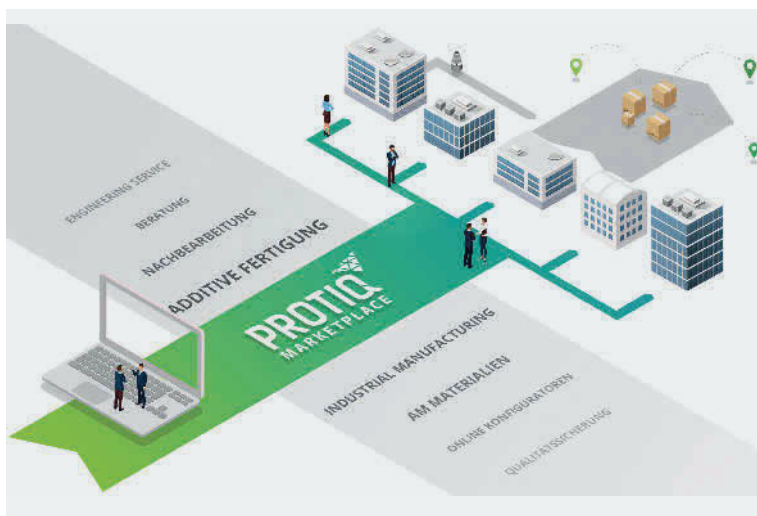 ENGINEERING SERVICE
BERATUNG
NACHBEARBEITUNG
ADDITIVE FERTIGUNG
PROTIQ
MARKETPLACE
INDUSTRIAL MANUFACTURING
AM MATERIALIEN
ONLINE KONFIGURATOREN
QUALITÄTSSICHERUNG